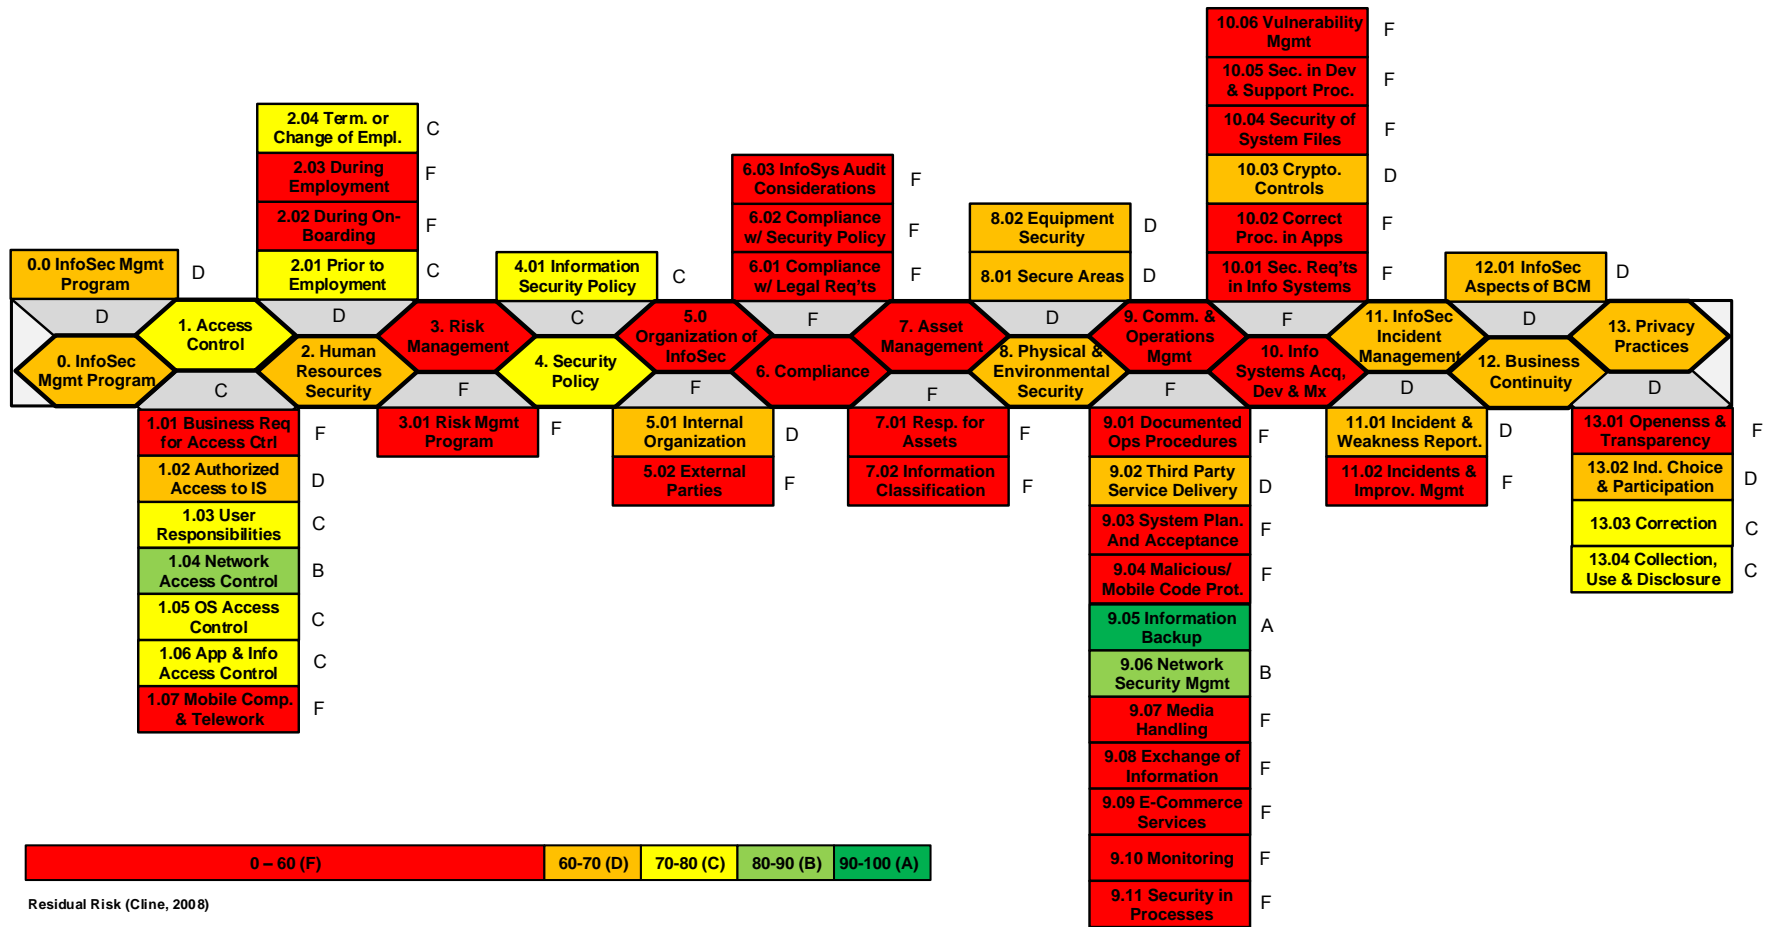 10.06 Vulnerability
Mgmt
F
10.05 Sec. in Dev
& Support Proc.
F
10.04 Security of
System Files
F
10.03 Crypto.
Controls
D
10.02 Correct
Proc. in Apps
F
10.01 Sec. Req'ts
in Info Systems
F
2.04 Term. or
Change of Empl.
C
2.03 During
Employment
F
2.02 During On-
Boarding
F
2.01 Prior to
Employment
C
6.03 InfoSys Audit
Considerations
F
6.02 Compliance
w/ Security Policy
F
6.01 Compliance
w/ Legal Req'ts
F
8.02 Equipment
Security
D
8.01 Secure Areas
D
0.0 InfoSec Mgmt
Program
D
4.01 Information
Security Policy
C
12.01 InfoSec
Aspects of BCM
D
D
D
C
F
D
F
D
0. InfoSec
Mgmt Program
1. Access
Control
2. Human
Resources
Security
3. Risk
Management
4. Security
Policy
5.0
Organization of
InfoSec
6. Compliance
7. Asset
Management
8. Physical &
Environmental
Security
9. Comm. &
Operations
Mgmt
10. Info
Systems Acq,
Dev & Mx
11. InfoSec
Incident
Management
12. Business
Continuity
13. Privacy
Practices
C
F
F
F
F
D
D
1.01 Business Req
for Access Ctrl
F
1.02 Authorized
Access to IS
D
1.03 User
Responsibilities
C
1.04 Network
Access Control
B
1.05 OS Access
Control
C
1.06 App & Info
Access Control
C
1.07 Mobile Comp.
& Telework
F
3.01 Risk Mgmt
Program
F
5.01 Internal
Organization
D
5.02 External
Parties
F
7.01 Resp. for
Assets
F
7.02 Information
Classification
F
9.01 Documented
Ops Procedures
F
9.02 Third Party
Service Delivery
D
9.03 System Plan.
And Acceptance
F
9.04 Malicious/
Mobile Code Prot.
F
9.05 Information
Backup
A
9.06 Network
Security Mgmt
B
9.07 Media
Handling
F
9.08 Exchange of
Information
F
9.09 E-Commerce
Services
F
9.10 Monitoring
F
9.11 Security in
Processes
F
11.01 Incident &
Weakness Report.
D
11.02 Incidents &
Improv. Mgmt
F
13.01 Openness &
Transparency
F
13.02 Ind. Choice
& Participation
D
13.03 Correction
C
13.04 Collection,
Use & Disclosure
C
0 – 60 (F)
60-70 (D)
70-80 (C)
80-90 (B)
90-100 (A)
Residual Risk (Cline, 2008)